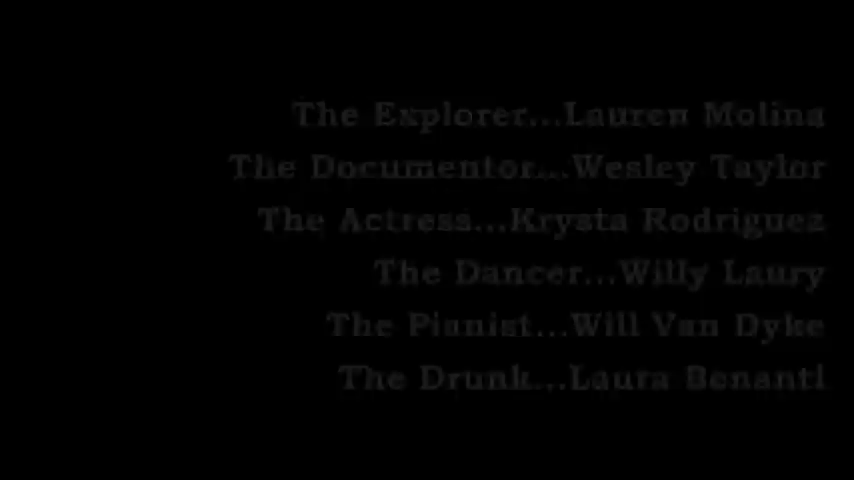 The Explorer...Lauren Molina
The Documentor...Wesley Taylor
The Actress...Krysta Rodriguez
The Dancer...Willy Laury
The Pianist...Will Van Dyke
The Drunk...Laura Benanti